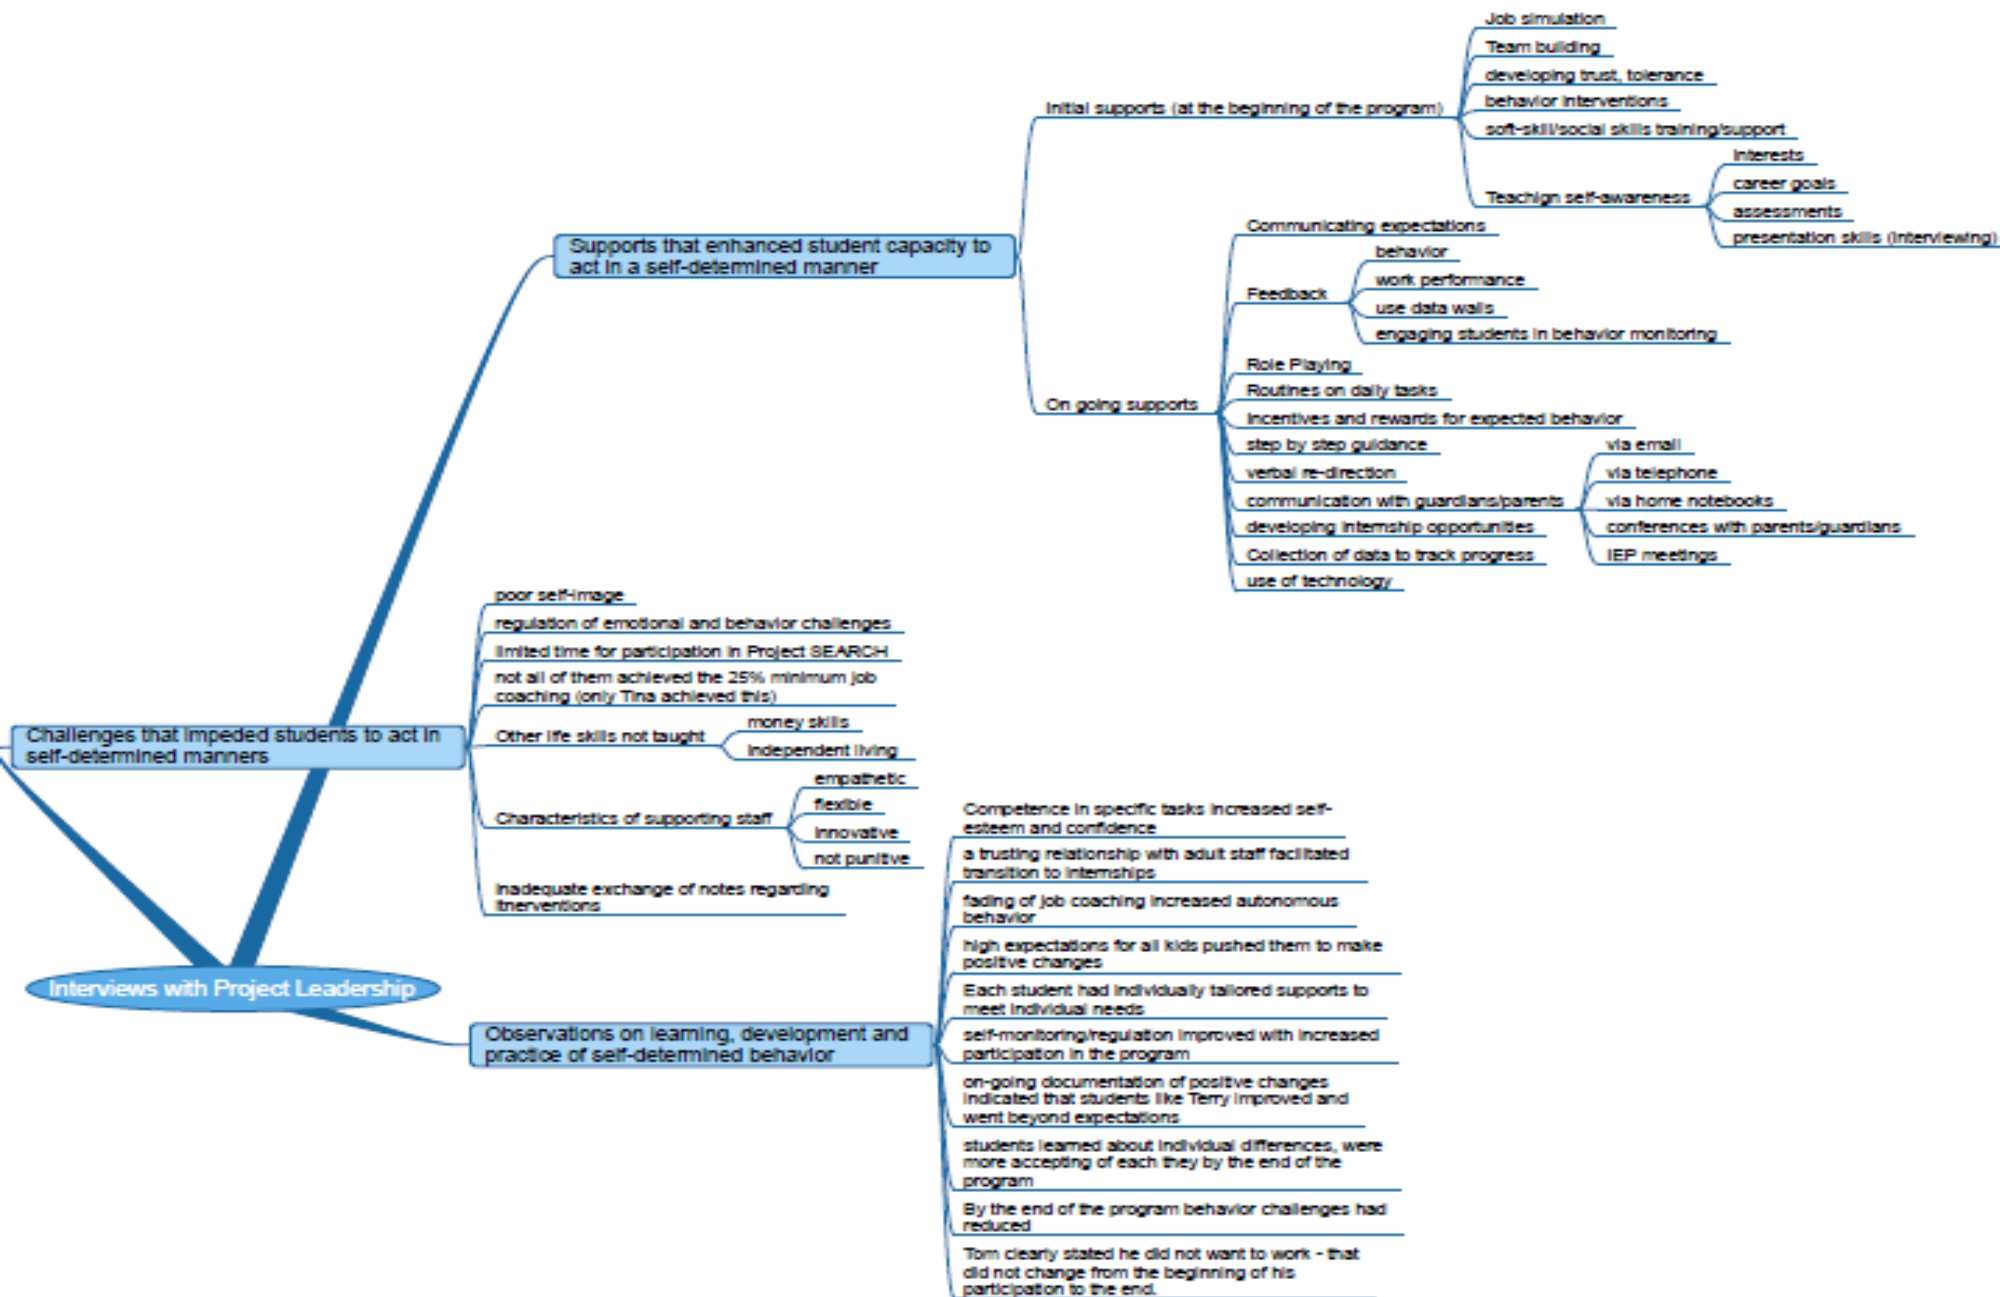 Job simulation
Team building
developing trust, tolerance
behavior interventions
soft-skill/social skills training/support
Initial supports (at the beginning of the program)
Teachign self-awareness
interests
career goals
assessments
presentation skills (interviewing)
Supports that enhanced student capacity to
act in a self-determined manner
Communicating expectations
Feedback
behavior
work performance
use data walls
engaging students in behavior monitoring
Role Playing
Routines on daily tasks
On going supports
Incentives and rewards for expected behavior
step by step guidance
verbal re-direction
communication with guardians/parents
via email
via telephone
via home notebooks
conferences with parents/guardians
IEP meetings
developing internship opportunities
Collection of data to track progress
use of technology
Challenges that impeded students to act in
self-determined manners
poor self-image
regulation of emotional and behavior challenges
limited time for participation in Project SEARCH
not all of them achieved the 25% minimum job
coaching (only Tina achieved this)
Other life skills not taught
money skills
independent living
Characteristics of supporting staff
empathetic
flexible
innovative
not punitive
Inadequate exchange of notes regarding
tnerventions
Interviews with Project Leadership
Observations on learning, development and
practice of self-determined behavior
Competence in specific tasks increased self-
esteem and confidence
a trusting relationship with adult staff facilitated
transition to internships
fading of job coaching increased autonomous
behavior
high expectations for all kids pushed them to make
positive changes
Each student had individually tailored supports to
meet individual needs
self-monitoring/regulation improved with increased
participation in the program
on-going documentation of positive changes
indicated that students like Terry improved and
went beyond expectations
students learned about individual differences, were
more accepting of each they by the end of the
program
By the end of the program behavior challenges had
reduced
Tom clearly stated he did not want to work - that
did not change from the beginning of his
participation to the end.